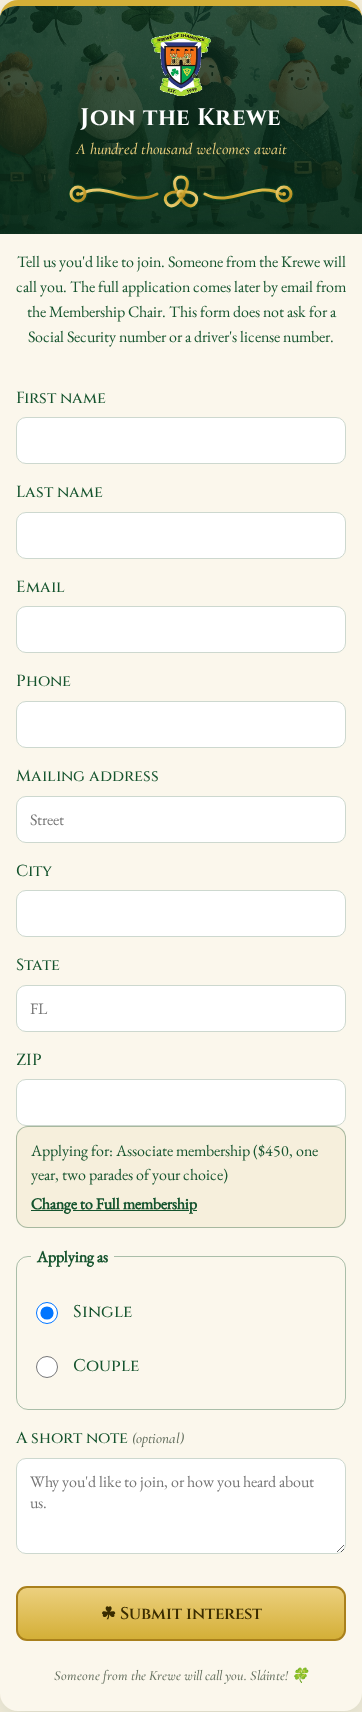 KREWE OF SHAMROCK
EST. 1999
Join the Krewe
A hundred thousand welcomes await
Tell us you'd like to join. Someone from the Krewe will
call you. The full application comes later by email from
the Membership Chair. This form does not ask for a
Social Security number or a driver's license number.
First name
Last name
Email
Phone
Mailing address
Street
City
State
FL
ZIP
Applying for: Associate membership ($450, one
year, two parades of your choice)
Change to Full membership
Applying as
Single
Couple
A short note (optional)
Why you'd like to join, or how you heard about
us.
☘ Submit interest
Someone from the Krewe will call you. Sláinte! 🍀